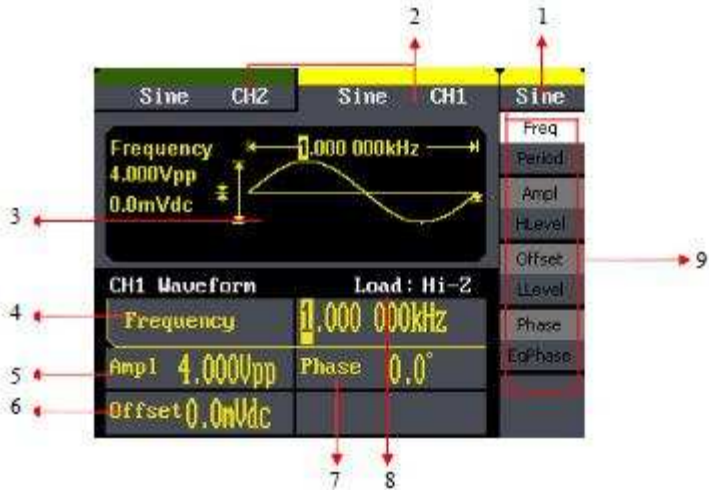 2
1
Sine CH2
Sine CH1
Sine
Freq
Period
Ampl
HLevel
Offset
LLevel
Phase
EqPhase
Frequency
1.000 000kHz
4.000Vpp
0.0mVdc
3
9
CH1 Waveform
Load: Hi-Z
4
Frequency
1.000 000kHz
5
Ampl 4.000Vpp
Phase 0.0°
6
Offset 0.0mVdc
7
8